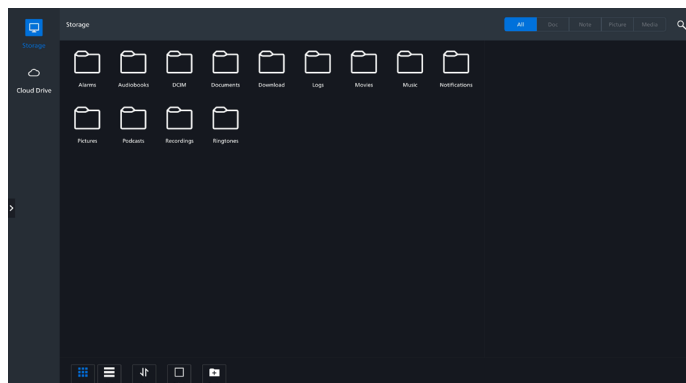 Storage
All Doc Note Picture Media
Storage
Cloud Drive
Alarms Audiobooks DCIM Documents Download Logs Movies Music Notifications
Pictures Podcasts Recordings Ringtones